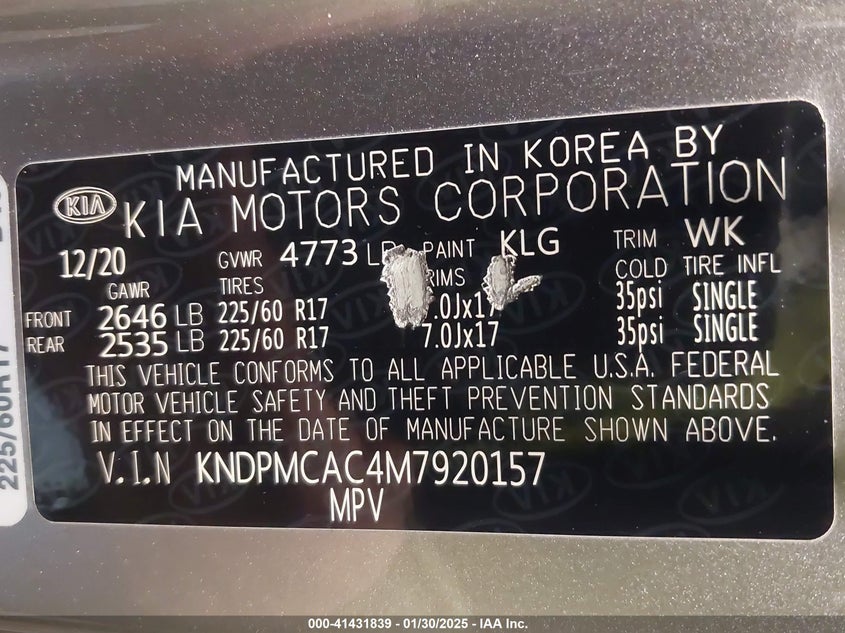 MANUFACTURED IN KOREA BY
KIA KIA MOTORS CORPORATION
12/20 GVWR 4773 PAINT KLG TRIM WK
GAWR TIRES RIMS COLD TIRE INFL
FRONT 2646 LB 225/60 R17 .0Jx17 35psi SINGLE
REAR 2535 LB 225/60 R17 7.0Jx17 35psi SINGLE
THIS VEHICLE CONFORMS TO ALL APPLICABLE U.S.A. FEDERAL
MOTOR VEHICLE SAFETY AND THEFT PREVENTION STANDARDS
IN EFFECT ON THE DATE OF MANUFACTURE SHOWN ABOVE.
V.I.N KNDPMCAC4M7920157
MPV
225/60R17
000-41431839 — 01/30/2025 — IAA Inc.